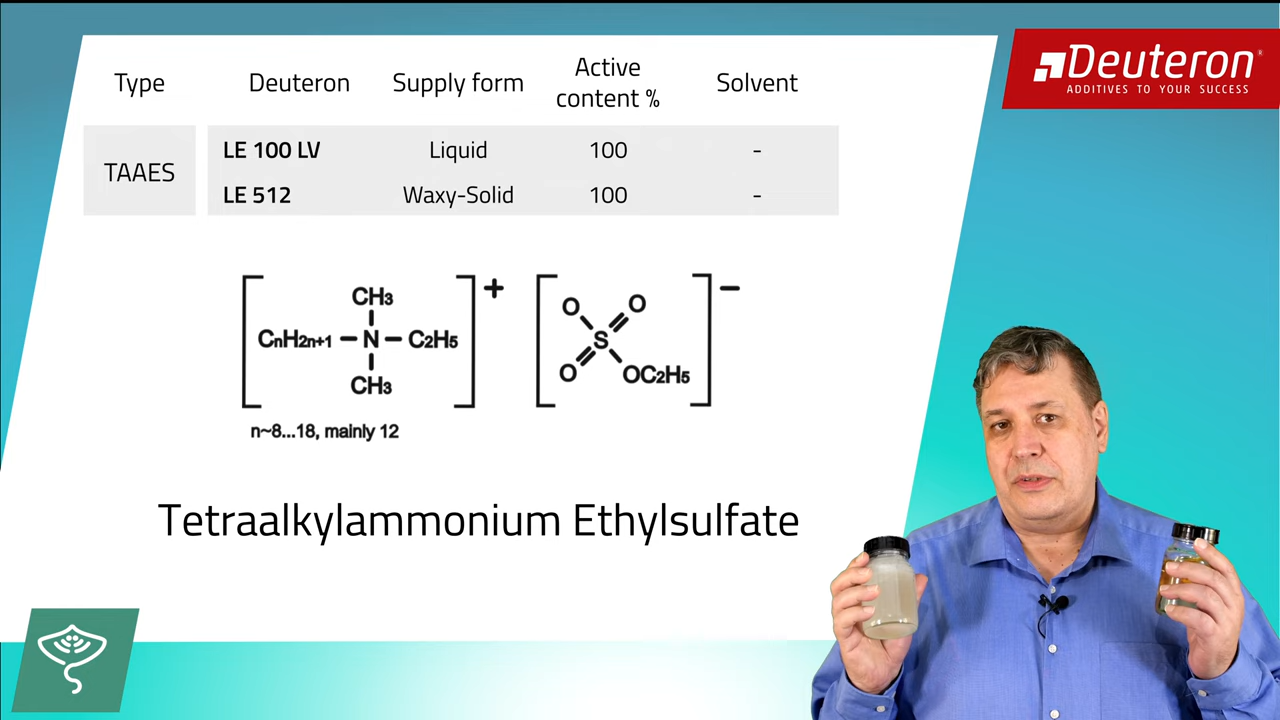 Type Deuteron Supply form Active content % Solvent
TAAES
LE 100 LV Liquid 100 -
LE 512 Waxy-Solid 100 -
[ CH3
CnH2n+1 – N – C2H5
CH3 ]+
[ O O
S
O OC2H5 ]–
n~8...18, mainly 12
Tetraalkylammonium Ethylsulfate
Deuteron®
ADDITIVES TO YOUR SUCCESS